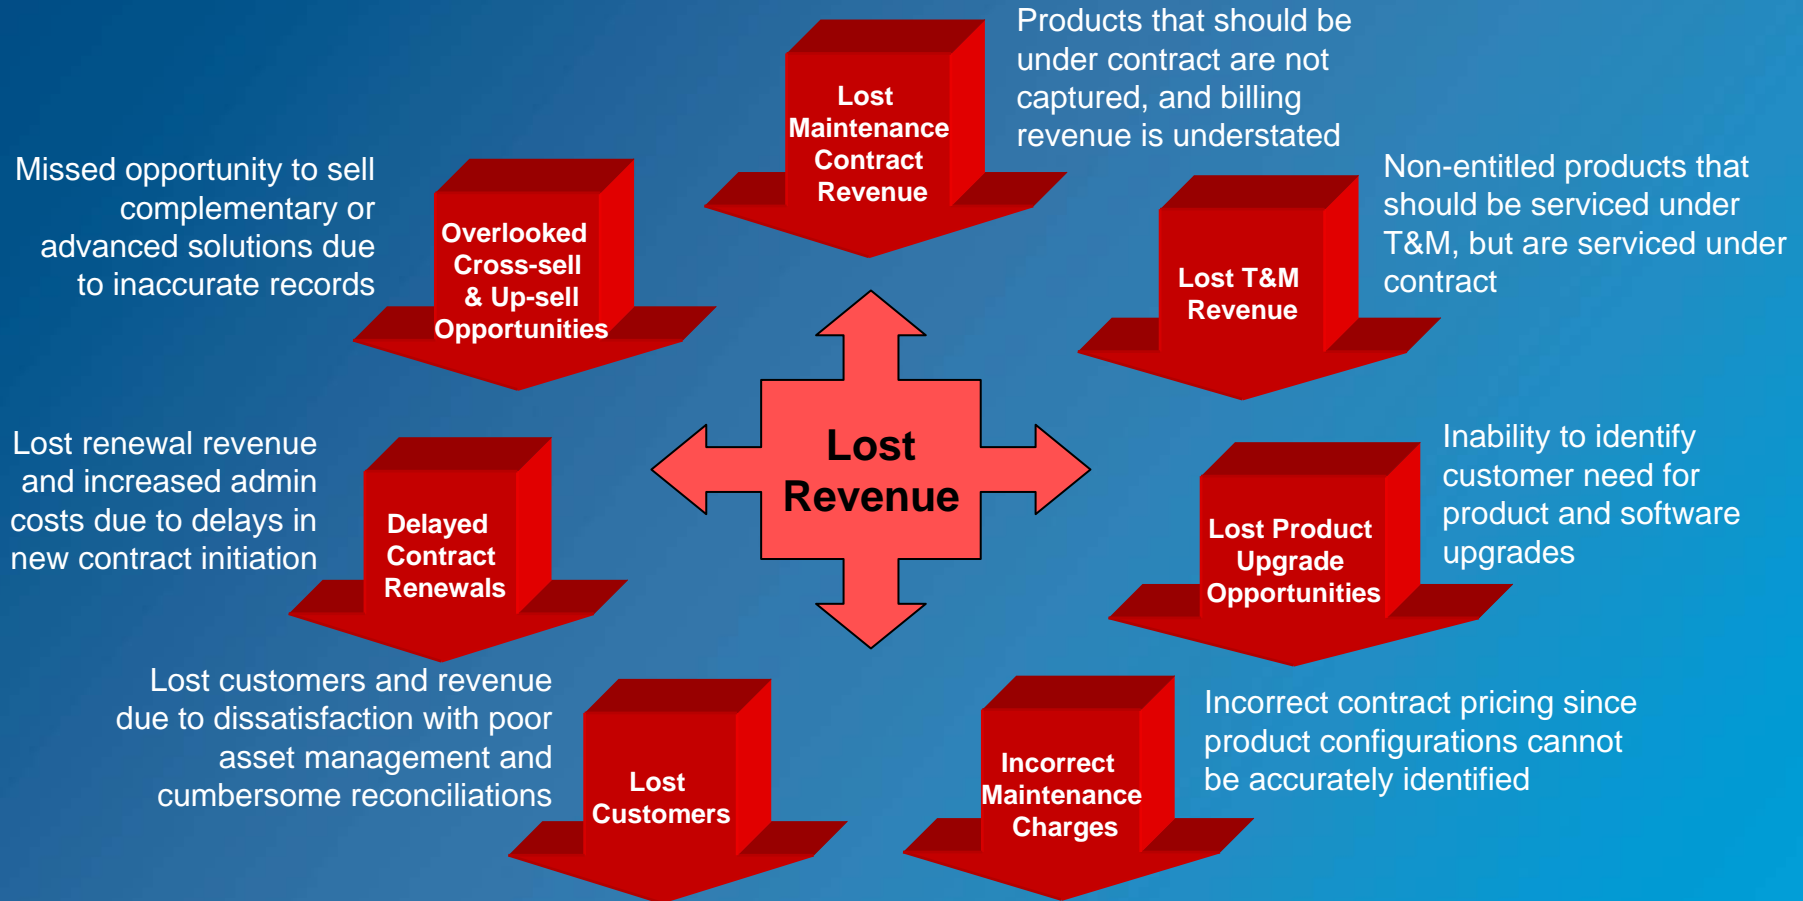 Products that should be
under contract are not
captured, and billing
revenue is understated
Lost
Maintenance
Contract
Revenue
Missed opportunity to sell
complementary or
advanced solutions due
to inaccurate records
Overlooked
Cross-sell
& Up-sell
Opportunities
Non-entitled products that
should be serviced under
T&M, but are serviced under
contract
Lost T&M
Revenue
Lost
Revenue
Lost renewal revenue
and increased admin
costs due to delays in
new contract initiation
Delayed
Contract
Renewals
Inability to identify
customer need for
product and software
upgrades
Lost Product
Upgrade
Opportunities
Lost customers and revenue
due to dissatisfaction with poor
asset management and
cumbersome reconciliations
Lost
Customers
Incorrect
Maintenance
Charges
Incorrect contract pricing since
product configurations cannot
be accurately identified